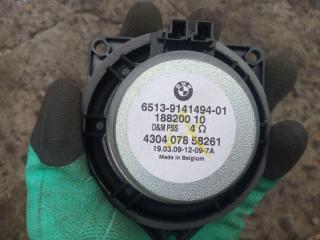 BMW
6513-9141494-01
188200 10
D&M PSS 4 Ω
4304 078 58261
19.03.09-12-09-7A
Made in Belgium